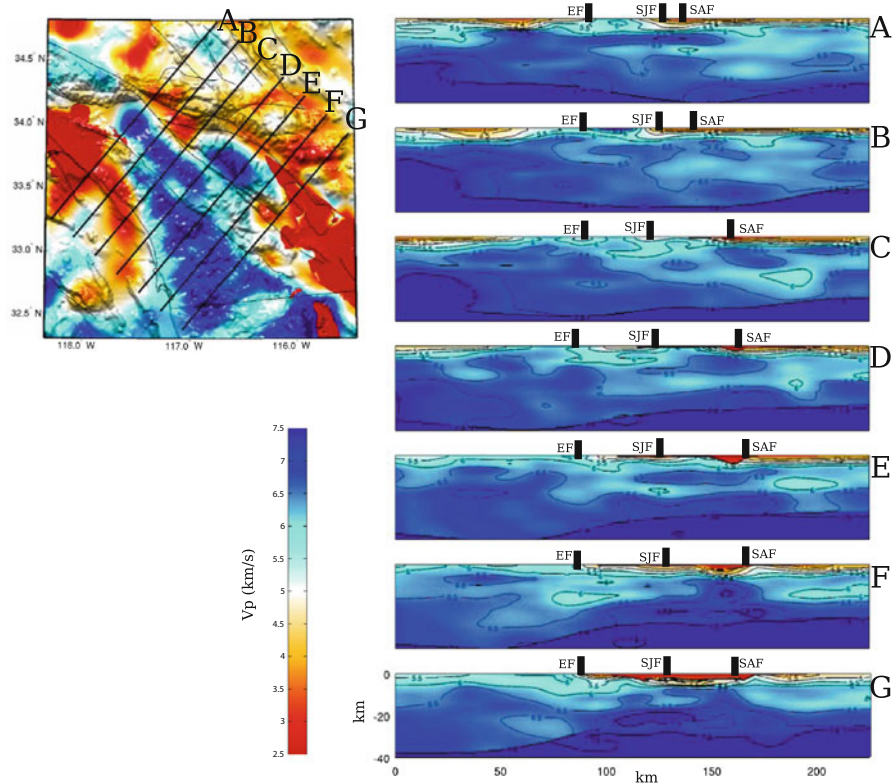 A
B
C
D
E
F
G
34.5° N
34.0° N
33.5° N
33.0° N
32.5° N
118.0° W
117.0° W
116.0° W
7.5
7
6.5
6
5.5
5
4.5
4
3.5
3
2.5
Vp (km/s)
EF SJF SAF
A
EF SJF SAF
B
EF SJF SAF
C
EF SJF SAF
D
EF SJF SAF
E
EF SJF SAF
F
EF SJF SAF
G
0
-20
-40
km
0 50 100 150 200
km